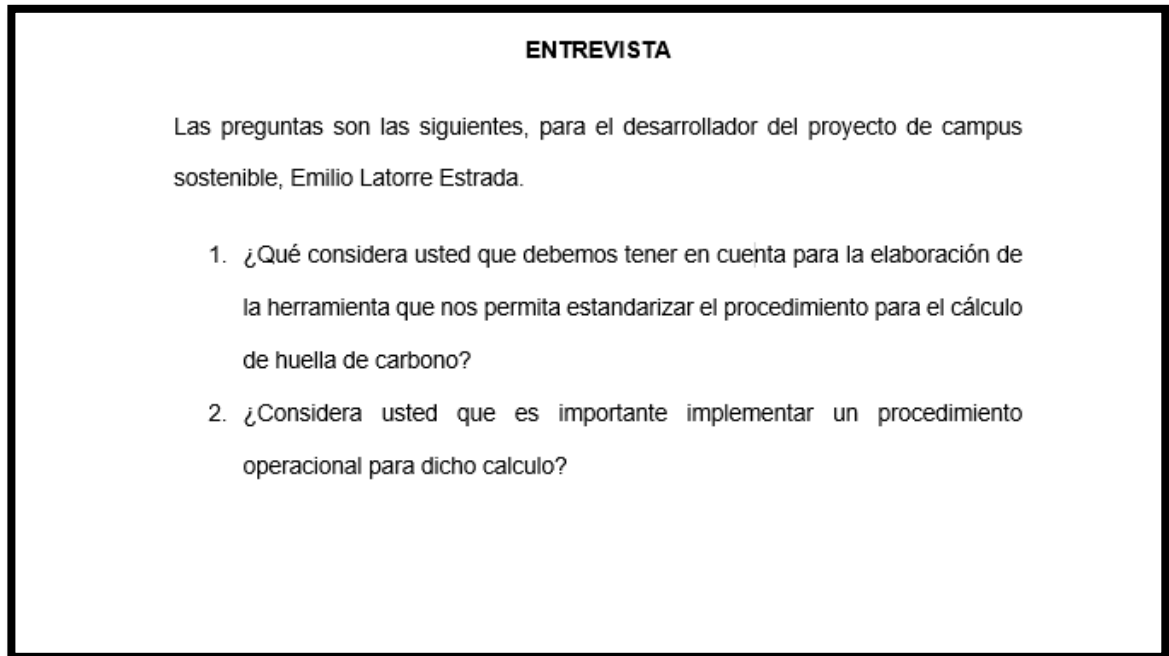 ENTREVISTA
Las preguntas son las siguientes, para el desarrollador del proyecto de campus
sostenible, Emilio Latorre Estrada.
1. ¿Qué considera usted que debemos tener en cuenta para la elaboración de
la herramienta que nos permita estandarizar el procedimiento para el cálculo
de huella de carbono?
2. ¿Considera usted que es importante implementar un procedimiento
operacional para dicho calculo?